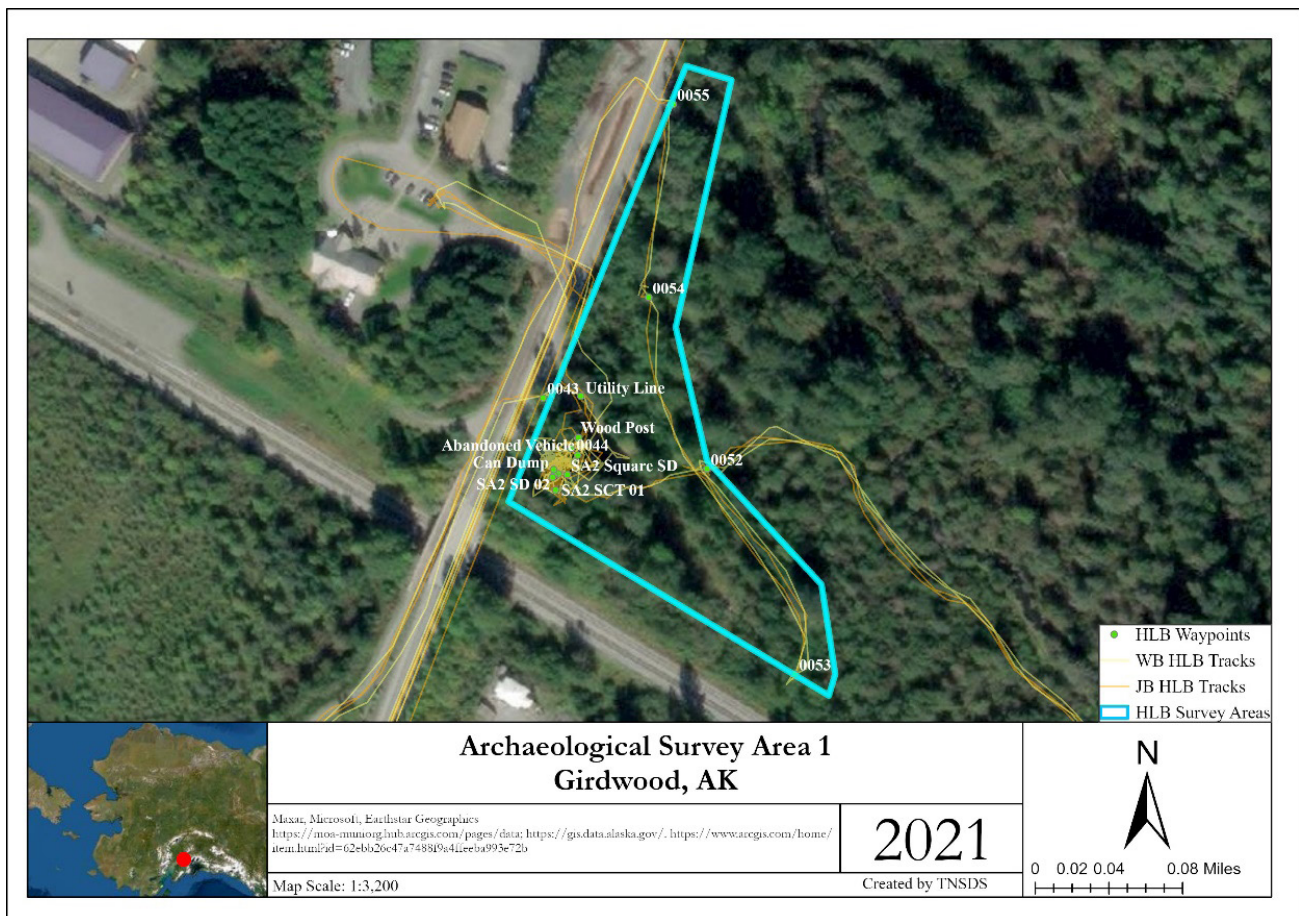 0055
0054
0043 Utility Line
Wood Post
Abandoned Vehicle 0044
Can Dump
SA2 Square SD
SA2 SD 02
SA2 SCT 01
0052
0053
HLB Waypoints
WB HLB Tracks
JB HLB Tracks
HLB Survey Areas
Archaeological Survey Area 1
Girdwood, AK
Maxar, Microsoft, Earthstar Geographics
https://moa-muniorg.hub.arcgis.com/pages/data; https://gis.data.alaska.gov/, https://www.arcgis.com/home/
item.html?id=62ebb26c47a7488f9a4ffeeba993e72b
Map Scale: 1:3,200
2021
Created by TNSDS
N
0 0.02 0.04 0.08 Miles